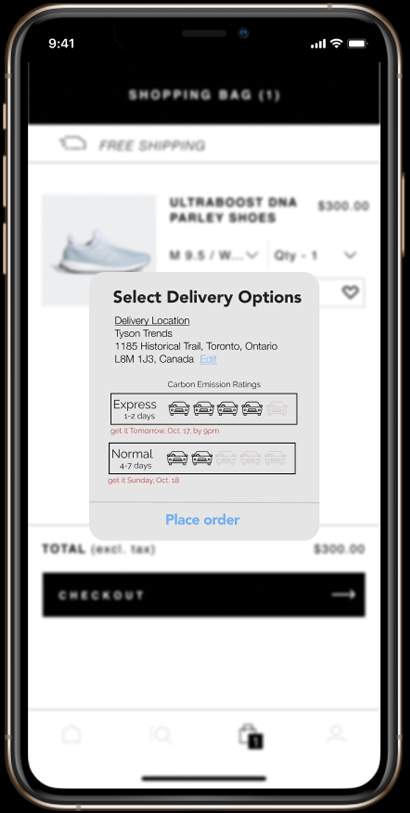 9:41
SHOPPING BAG (1)
FREE SHIPPING
ULTRABOOST DNA
PARLEY SHOES
$300.00
M 9.5 / W... Qty - 1
Select Delivery Options
Delivery Location
Tyson Trends
1185 Historical Trail, Toronto, Ontario
L8M 1J3, Canada Edit
Carbon Emission Ratings
Express
1-2 days
get it Tomorrow, Oct. 17, by 9pm
Normal
4-7 days
get it Sunday, Oct. 18
Place order
TOTAL (excl. tax) $300.00
CHECKOUT
1